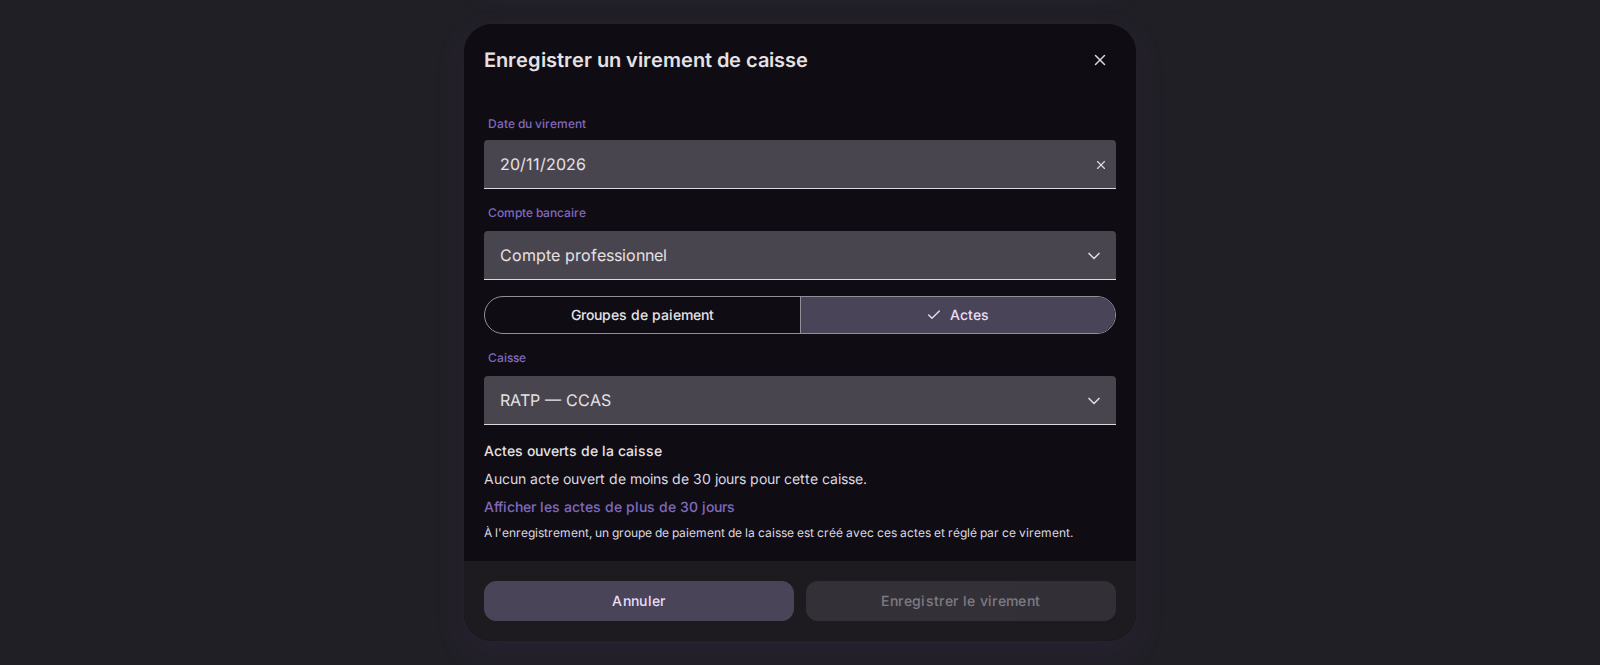 Enregistrer un virement de caisse
Date du virement
20/11/2026
Compte bancaire
Compte professionnel
Groupes de paiement
Actes
Caisse
RATP — CCAS
Actes ouverts de la caisse
Aucun acte ouvert de moins de 30 jours pour cette caisse.
Afficher les actes de plus de 30 jours
À l'enregistrement, un groupe de paiement de la caisse est créé avec ces actes et réglé par ce virement.
Annuler
Enregistrer le virement